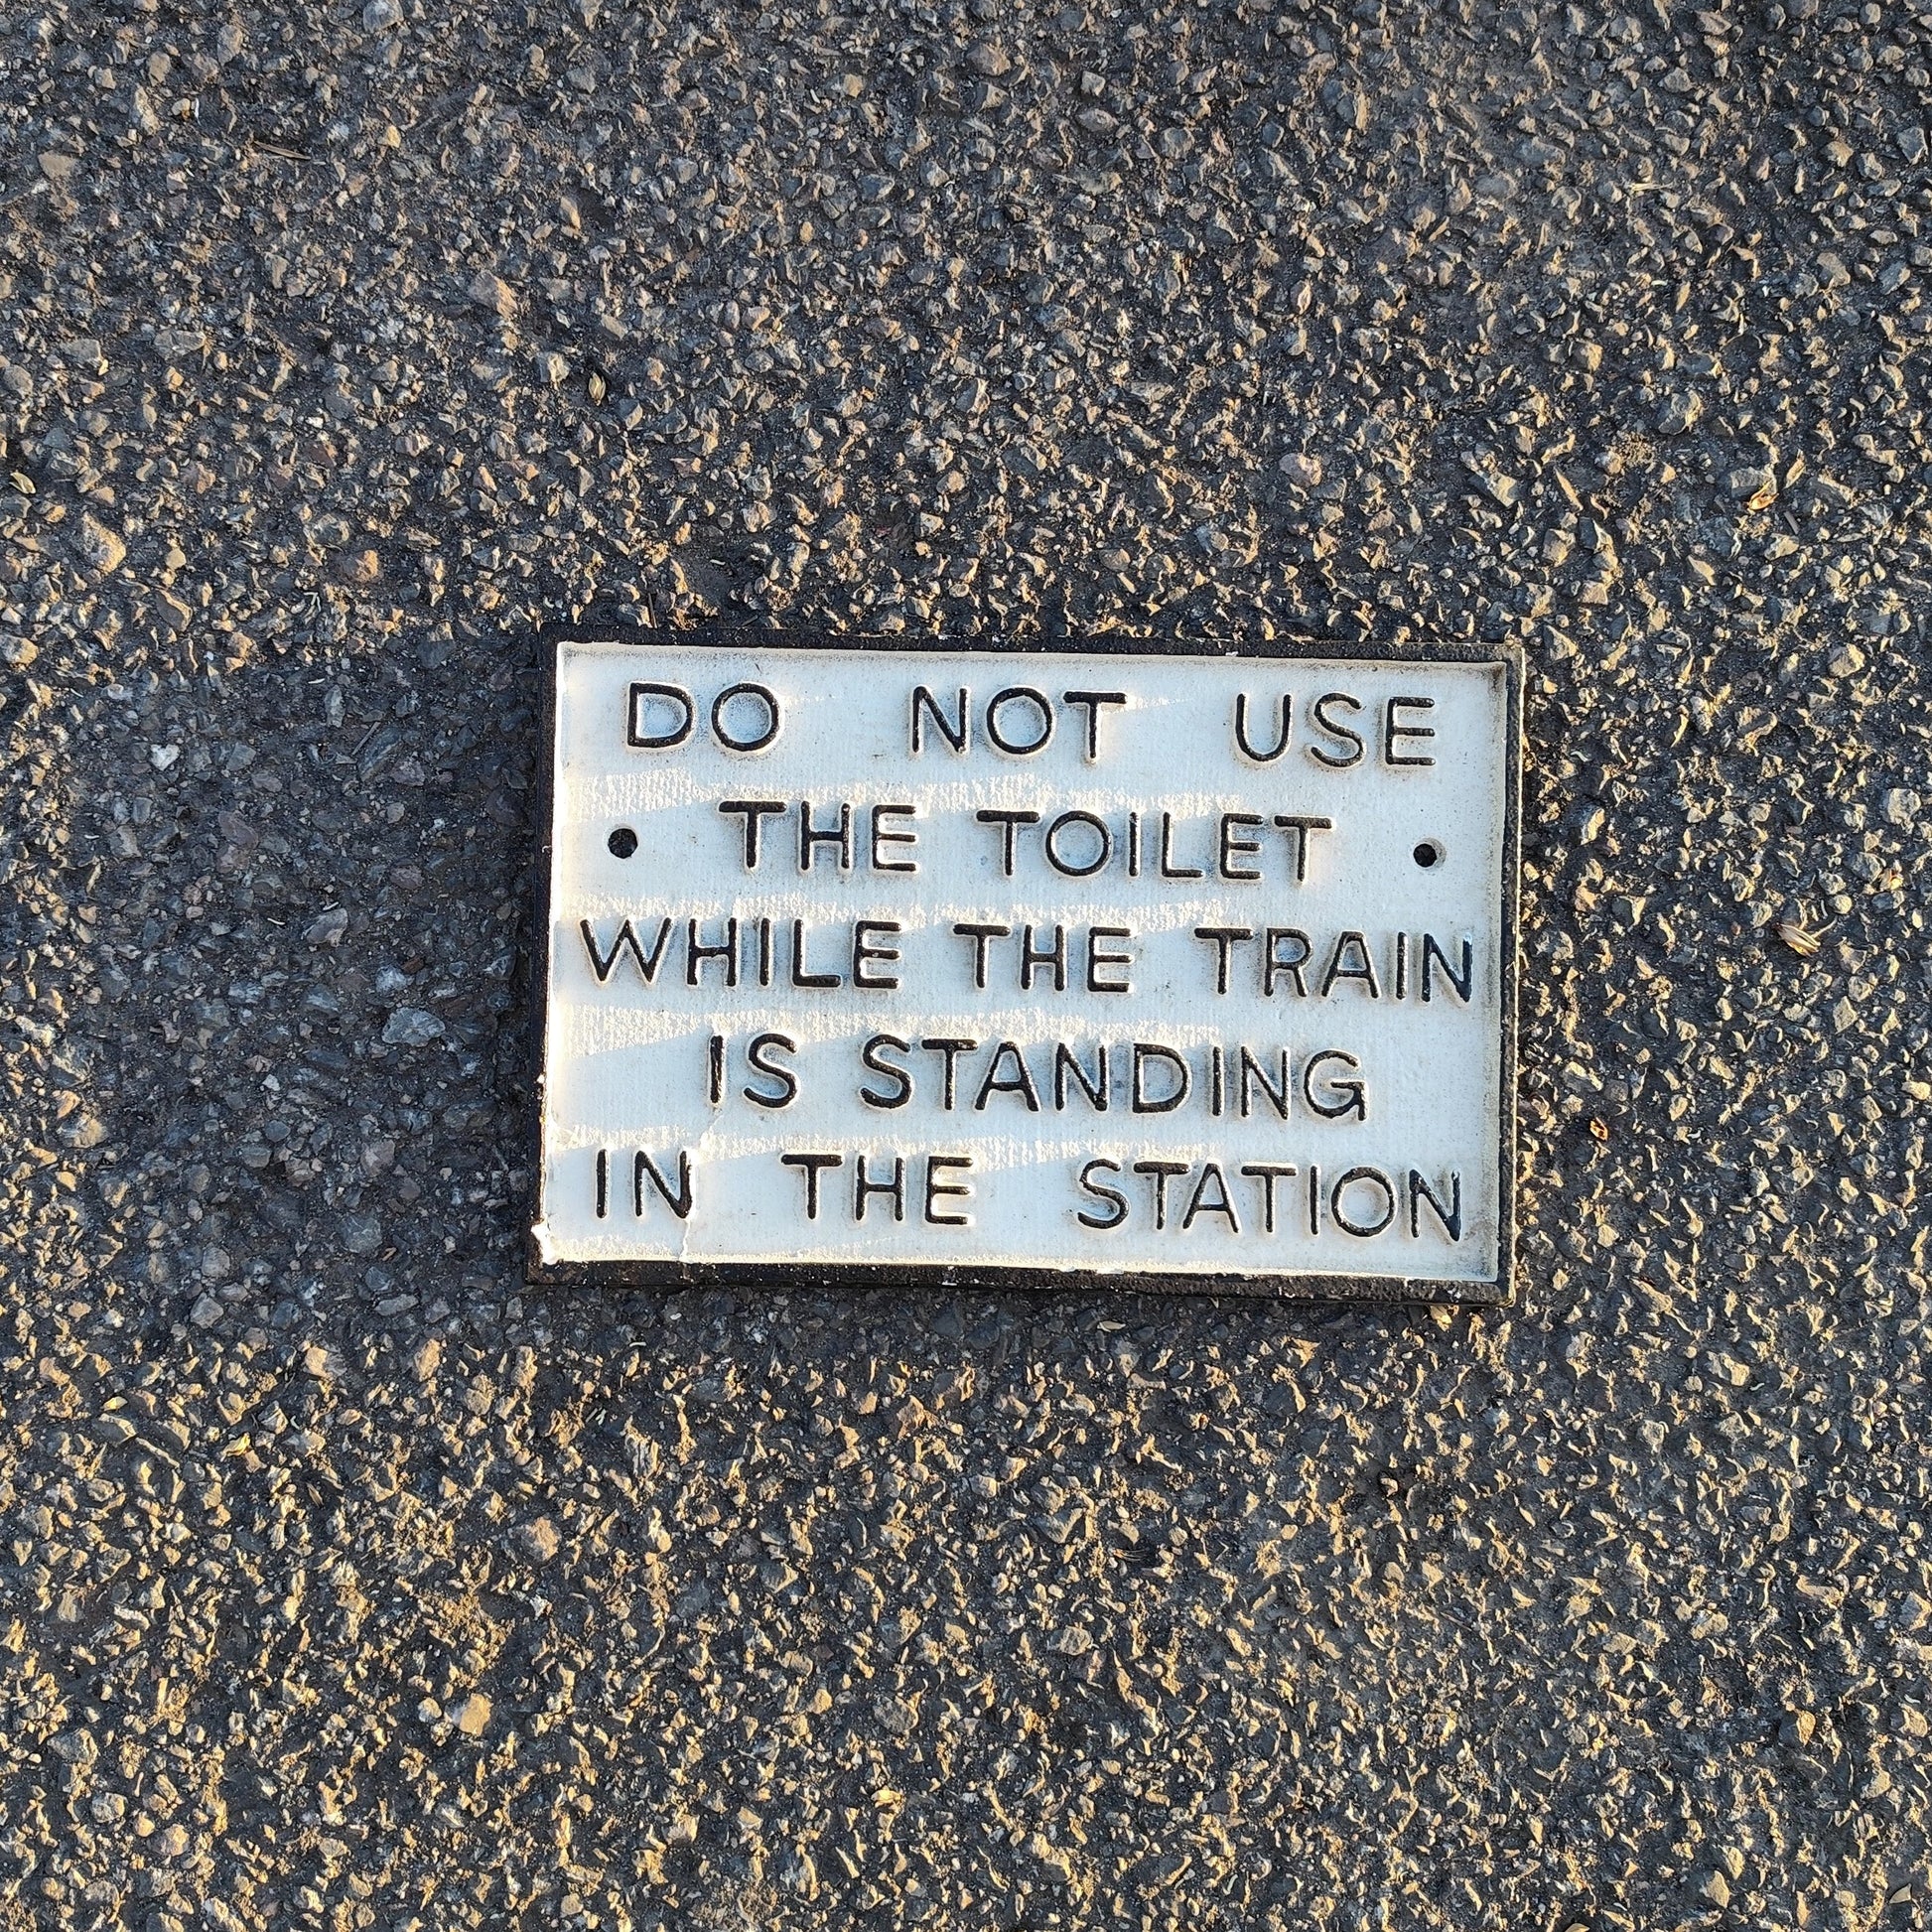 DO NOT USE
THE TOILET
WHILE THE TRAIN
IS STANDING
IN THE STATION